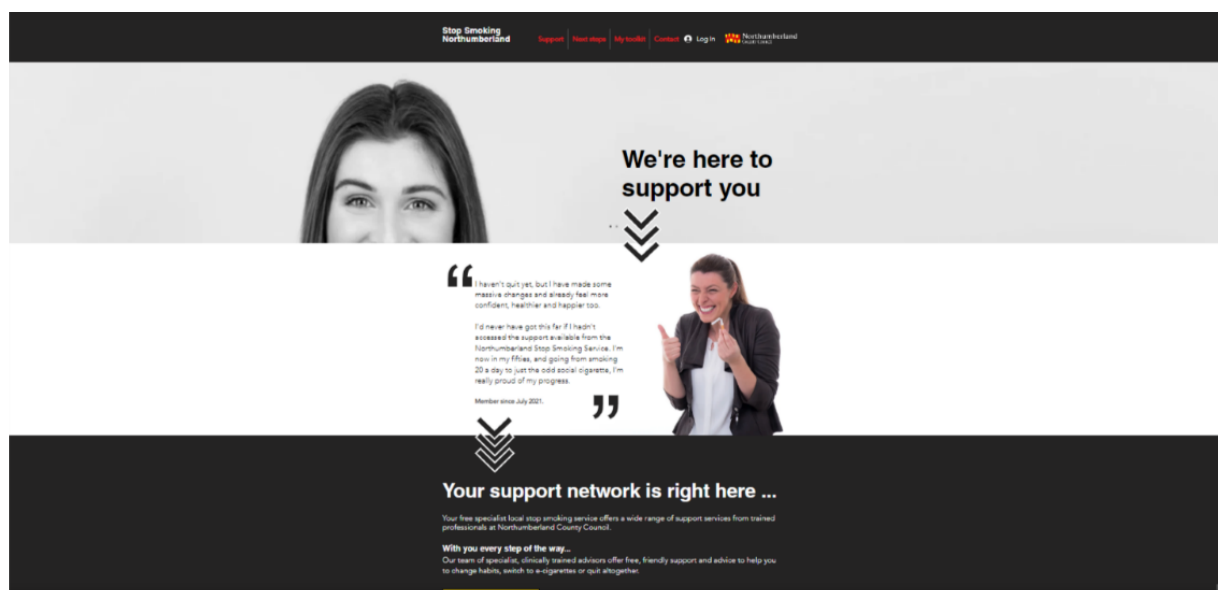 Stop Smoking
Northumberland
Support
Next steps
My toolkit
Contact
Log In
Northumberland
County Council
We're here to
support you
“
I haven't quit yet, but I have made some
massive changes and already feel more
confident, healthier and happier too.
I'd never have got this far if I hadn't
accessed the support available from the
Northumberland Stop Smoking Service. I'm
now in my fifties, and going from smoking
20 a day to just the odd social cigarette, I'm
really proud of my progress.
Member since July 2021.
”
Your support network is right here ...
Your free specialist local stop smoking service offers a wide range of support services from trained
professionals at Northumberland County Council.
With you every step of the way...
Our team of specialist, clinically trained advisors offer free, friendly support and advice to help you
to change habits, switch to e-cigarettes or quit altogether.